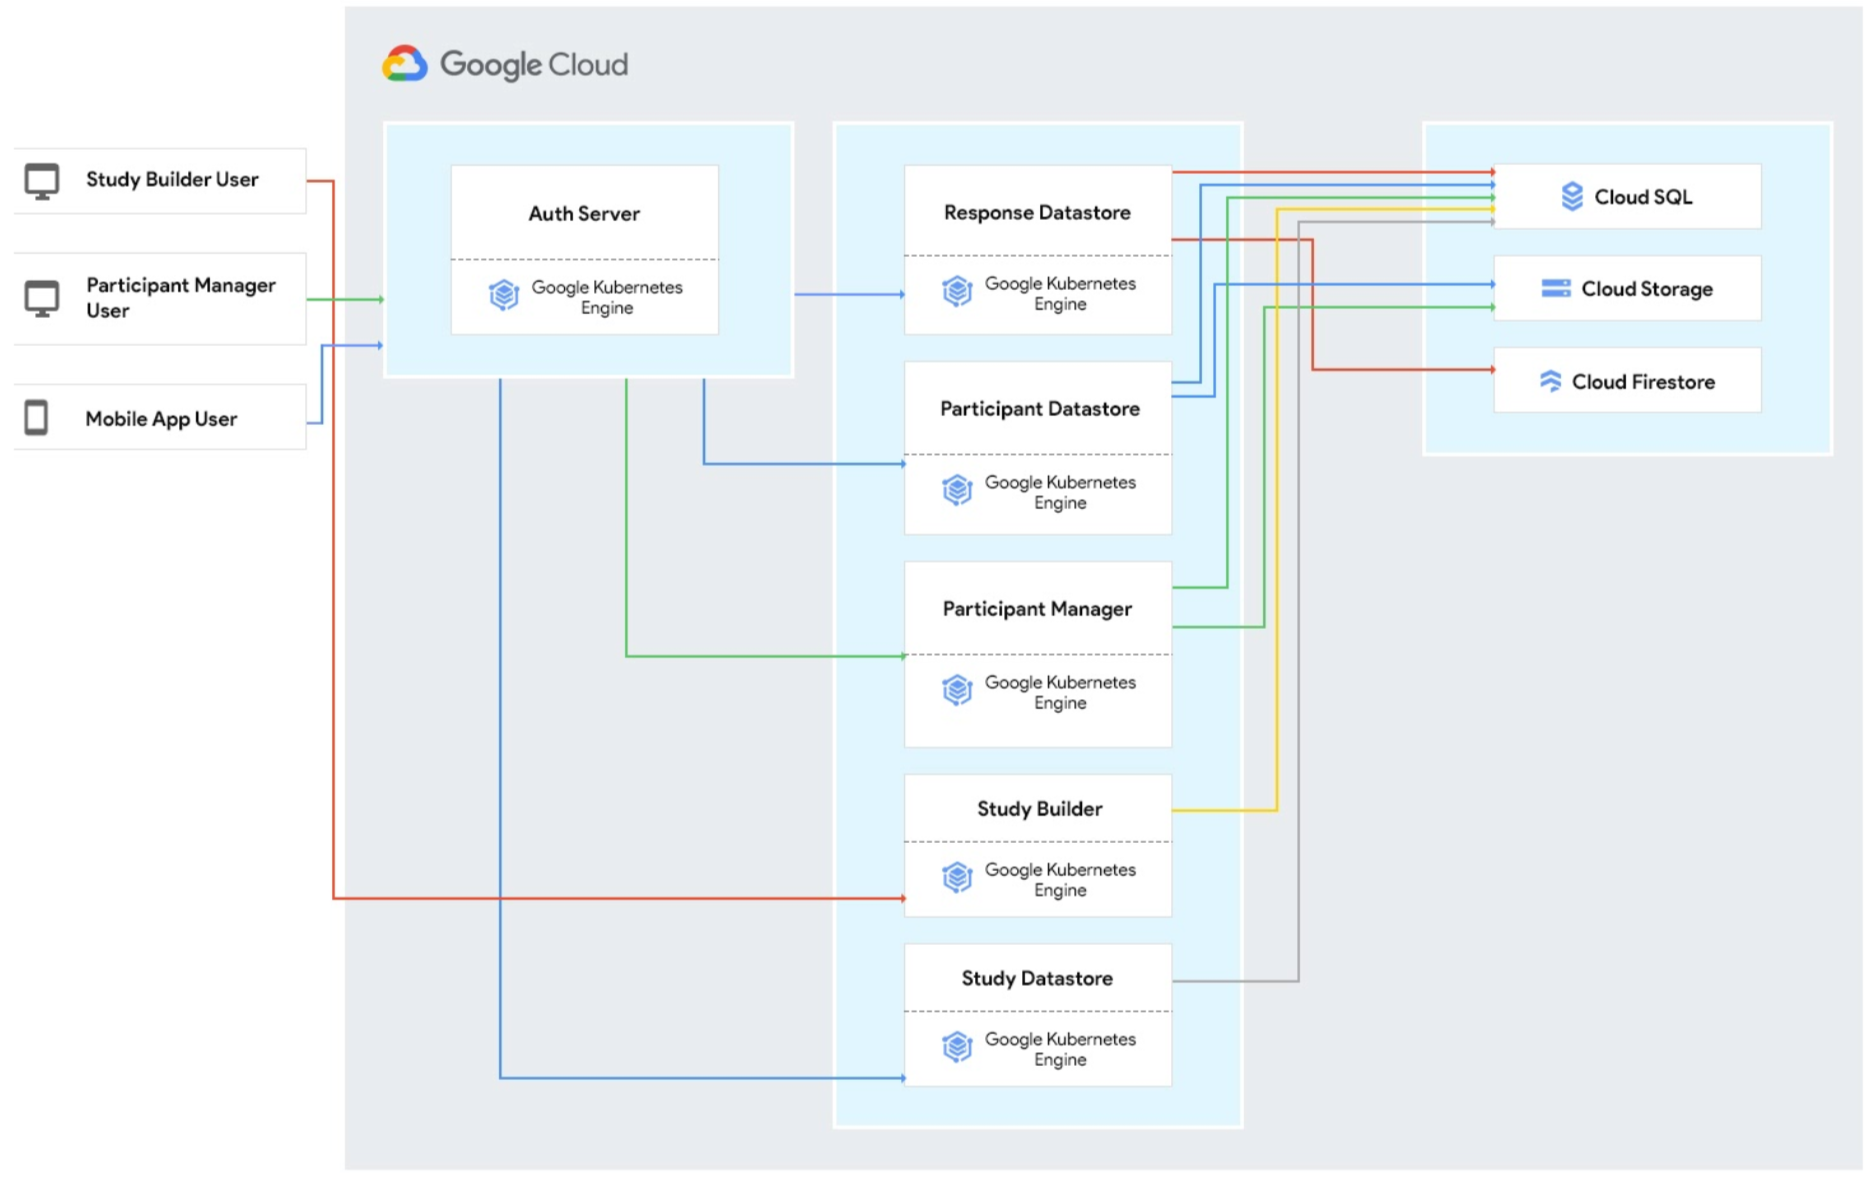 Google Cloud
Study Builder User
Participant Manager
User
Mobile App User
Auth Server
Google Kubernetes
Engine
Response Datastore
Google Kubernetes
Engine
Participant Datastore
Google Kubernetes
Engine
Participant Manager
Google Kubernetes
Engine
Study Builder
Google Kubernetes
Engine
Study Datastore
Google Kubernetes
Engine
Cloud SQL
Cloud Storage
Cloud Firestore